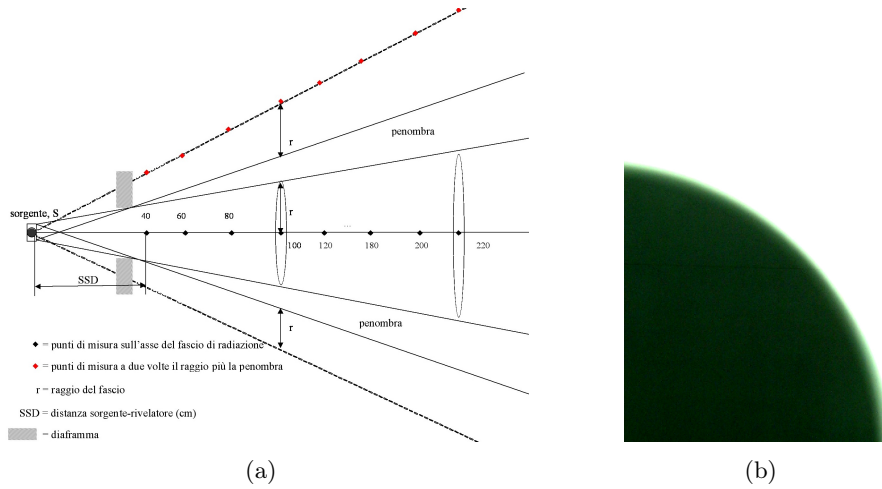 penombra
r
sorgente, S
40 60 80
r
...
100 120 180 200 220
SSD
penombra
r
= punti di misura sull'asse del fascio di radiazione
= punti di misura a due volte il raggio più la penombra
r = raggio del fascio
SSD = distanza sorgente-rivelatore (cm)
= diaframma
(a)
(b)